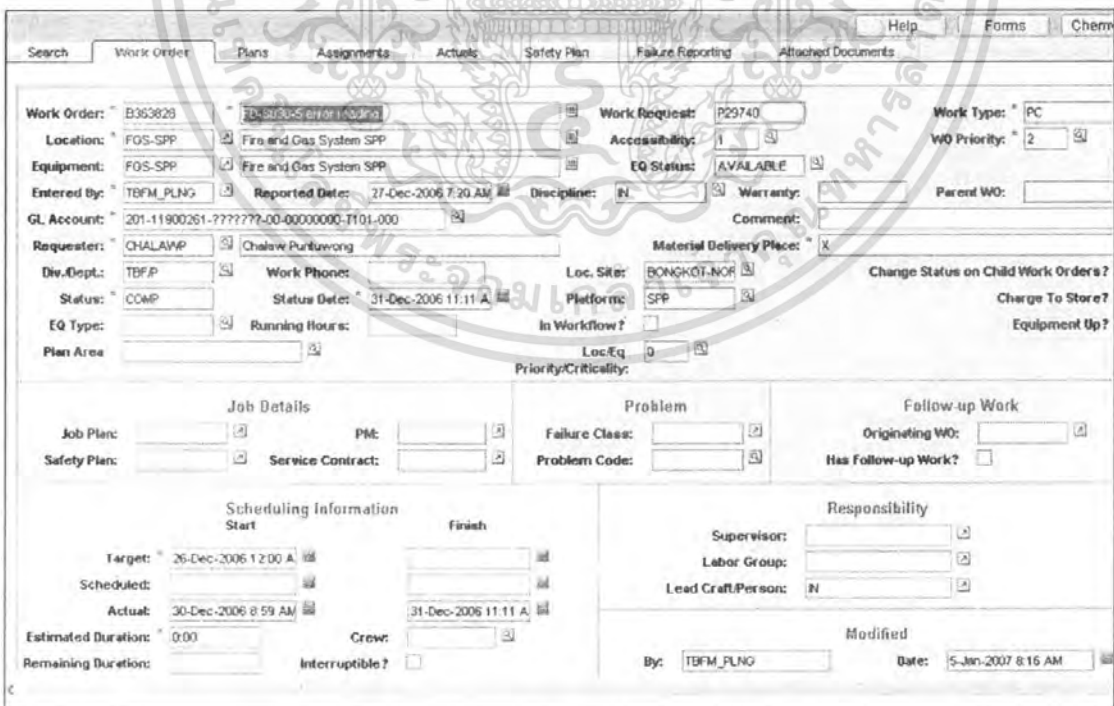 Help Forms
Search Work Order Plans Assignments Actuals Safety Plan Failure Reporting Attached Documents
Work Order: * B363828 * error reading Work Request: P29740 Work Type: * PC
Location: * FGS-SPP Fire and Gas System SPP Accessibility: 1 WO Priority: * 2
Equipment: FGS-SPP Fire and Gas System SPP EQ Status: AVAILABLE
Entered By: * TBFM_PLNG Reported Date: 27-Dec-2006 7:20 AM Discipline: IN Warranty: Parent WO:
GL Account: * 201-11900261-???????-00-00000000-T101-000 Comment:
Requester: * CHALAWP Chalaw Puntuwong Material Delivery Place: * X
Div./Dept.: TBF/P Work Phone: Loc. Site: BONGKOT-NOR Change Status on Child Work Orders?
Status: * COMP Status Date: * 31-Dec-2006 11:11 A Platform: SPP Charge To Store?
EQ Type: Running Hours: In Workflow? Equipment Up?
Plan Area Loc/Eq 0
Priority/Criticality:
Job Details Problem Follow-up Work
Job Plan: PM: Failure Class: Originating WO:
Safety Plan: Service Contract: Problem Code: Has Follow-up Work?
Scheduling Information Responsibility
Start Finish
Supervisor:
Target: * 26-Dec-2006 12:00 A Labor Group:
Scheduled: Lead Craft/Person: IN
Actual: 30-Dec-2006 8:59 AM 31-Dec-2006 11:11 A
Estimated Duration: * 0:00 Crew: Modified
Remaining Duration: Interruptible? By: TBFM_PLNG Date: 5-Jan-2007 8:16 AM